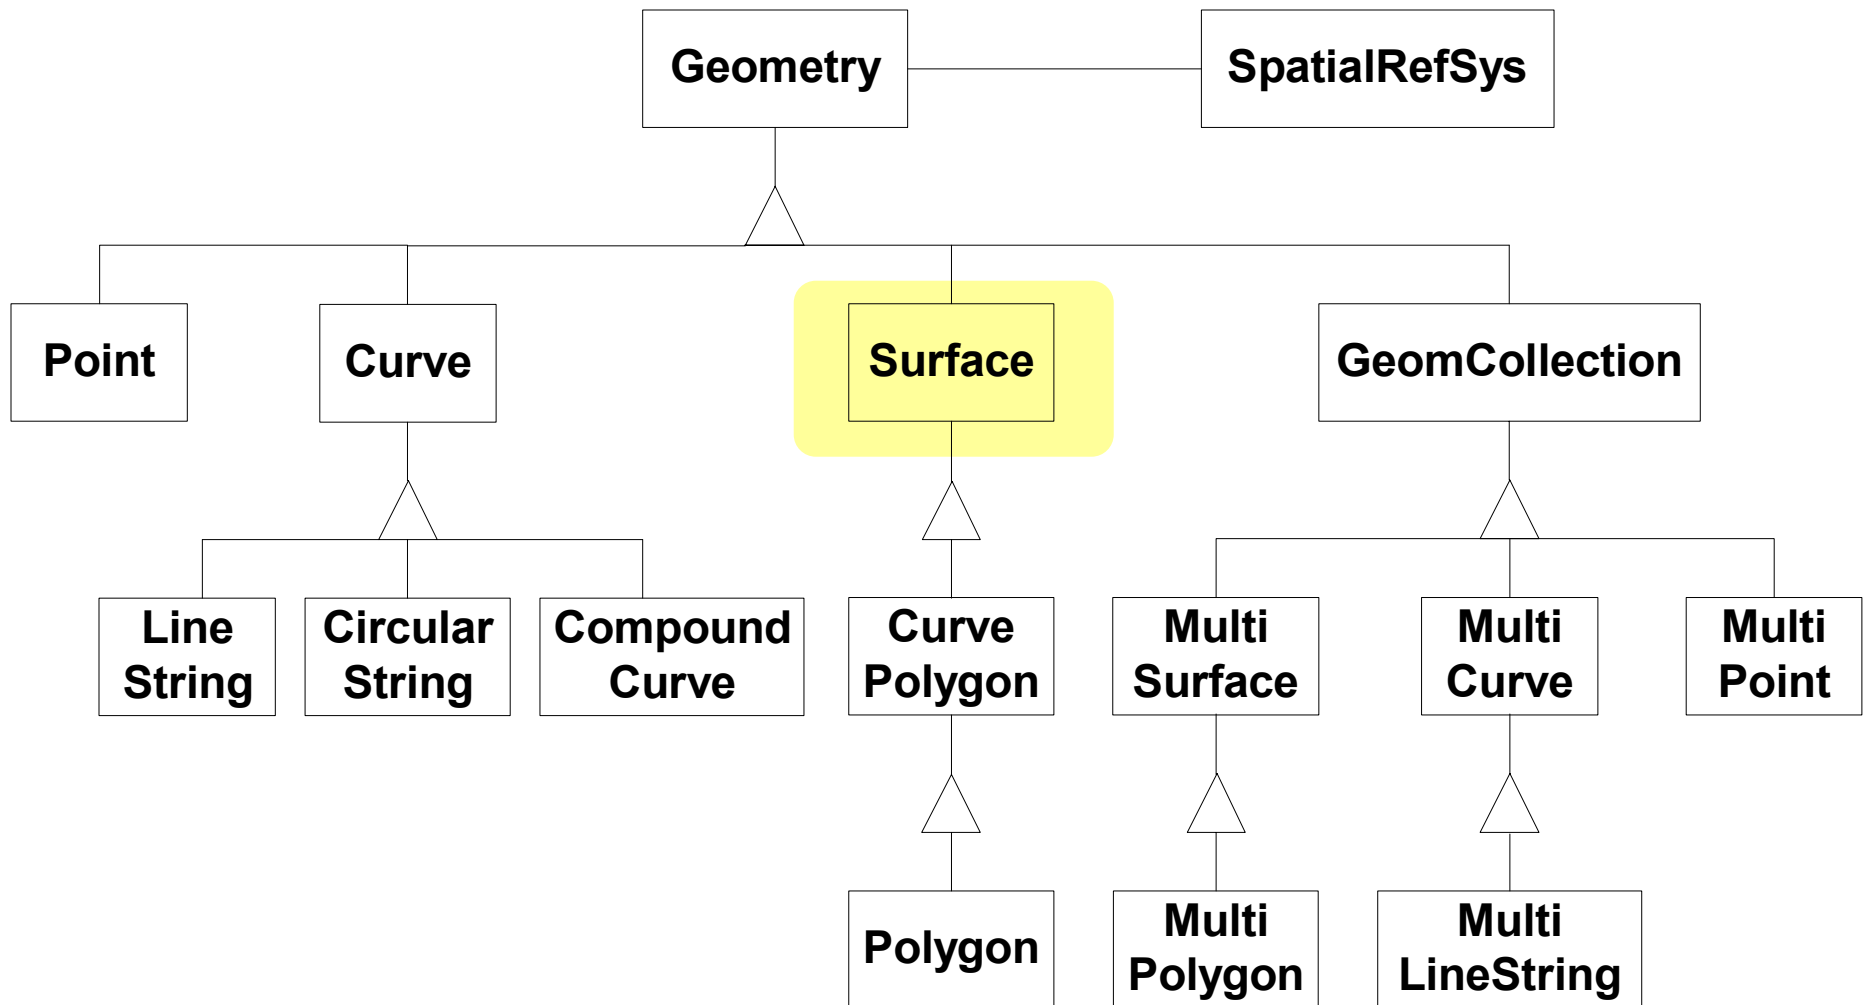 Geometry
SpatialRefSys
Point
Curve
Surface
GeomCollection
Line
String
Circular
String
Compound
Curve
Curve
Polygon
Multi
Surface
Multi
Curve
Multi
Point
Polygon
Multi
Polygon
Multi
LineString